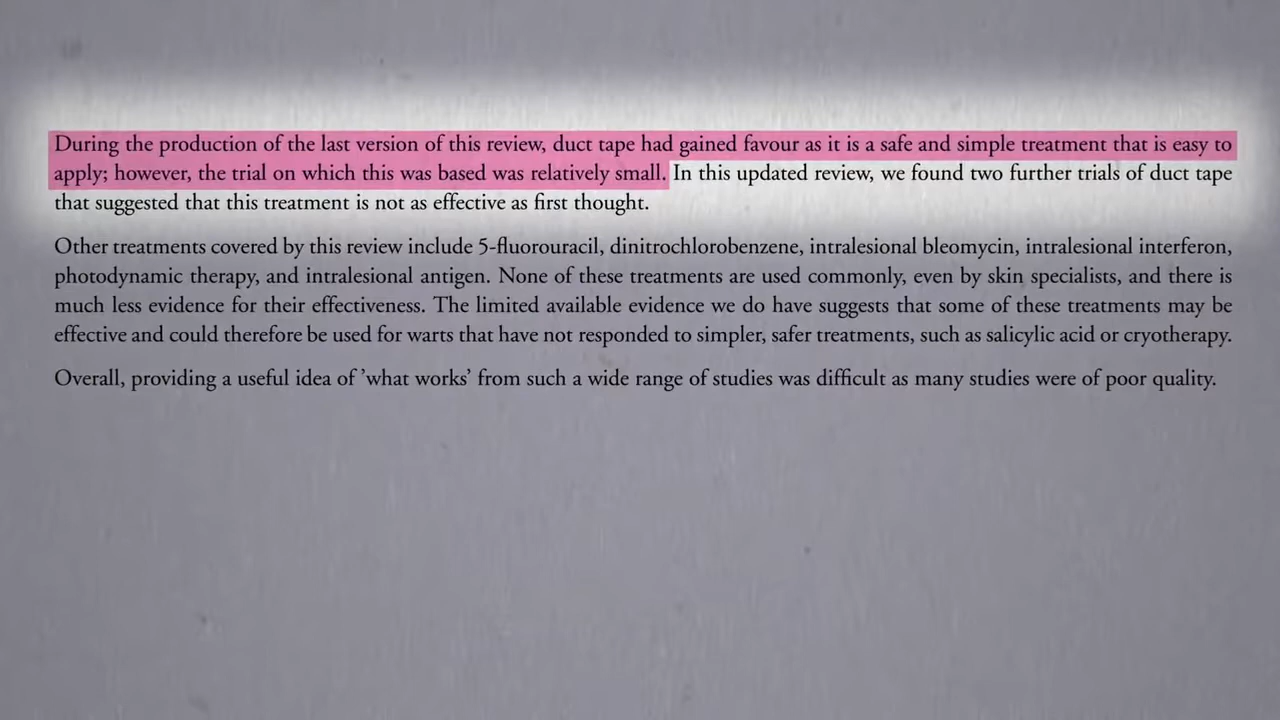 During the production of the last version of this review, duct tape had gained favour as it is a safe and simple treatment that is easy to
apply; however, the trial on which this was based was relatively small. In this updated review, we found two further trials of duct tape
that suggested that this treatment is not as effective as first thought.
Other treatments covered by this review include 5-fluorouracil, dinitrochlorobenzene, intralesional bleomycin, intralesional interferon,
photodynamic therapy, and intralesional antigen. None of these treatments are used commonly, even by skin specialists, and there is
much less evidence for their effectiveness. The limited available evidence we do have suggests that some of these treatments may be
effective and could therefore be used for warts that have not responded to simpler, safer treatments, such as salicylic acid or cryotherapy.
Overall, providing a useful idea of ’what works’ from such a wide range of studies was difficult as many studies were of poor quality.